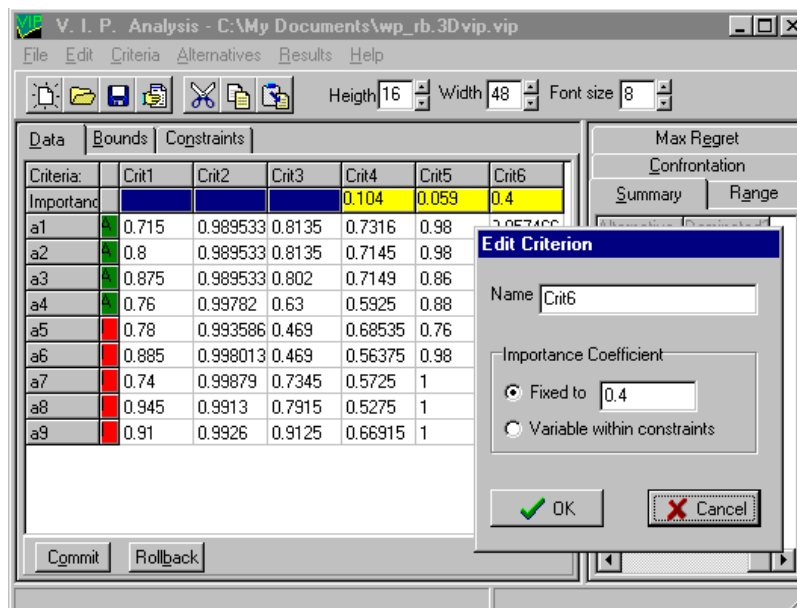 VIP V. I. P. Analysis - C:\My Documents\wp_rb.3Dvip.vip
File Edit Criteria Alternatives Results Help
Heigth 16 Width 48 Font size 8
Data Bounds Constraints
Max Regret
Confrontation
Summary Range
Criteria: Crit1 Crit2 Crit3 Crit4 Crit5 Crit6
Importanc 0.104 0.059 0.4
a1 A 0.715 0.989533 0.8135 0.7316 0.98
a2 A 0.8 0.989533 0.8135 0.7145 0.98
a3 A 0.875 0.989533 0.802 0.7149 0.86
a4 A 0.76 0.99782 0.63 0.5925 0.88
a5 0.78 0.993586 0.469 0.68535 0.76
a6 0.885 0.998013 0.469 0.56375 0.98
a7 0.74 0.99879 0.7345 0.5725 1
a8 0.945 0.9913 0.7915 0.5275 1
a9 0.91 0.9926 0.9125 0.66915 1
Edit Criterion
Name Crit6
Importance Coefficient
Fixed to 0.4
Variable within constraints
OK Cancel
Commit Rollback